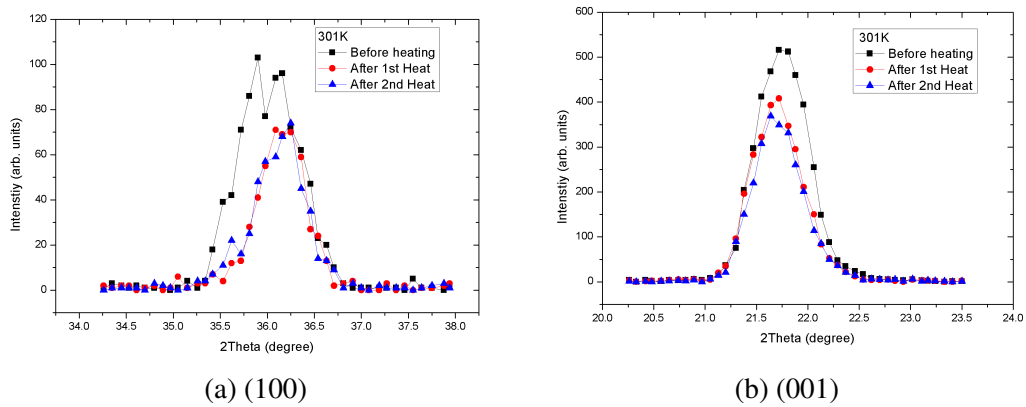 301K
Before heating
After 1st Heat
After 2nd Heat
120
100
80
60
40
20
0
Intenstiy (arb. units)
34.0 34.5 35.0 35.5 36.0 36.5 37.0 37.5 38.0
2Theta (degree)
(a) (100)
301K
Before heating
After 1st Heat
After 2nd Heat
600
500
400
300
200
100
0
Intenstiy (arb. units)
20.0 20.5 21.0 21.5 22.0 22.5 23.0 23.5 24.0
2Theta (degree)
(b) (001)